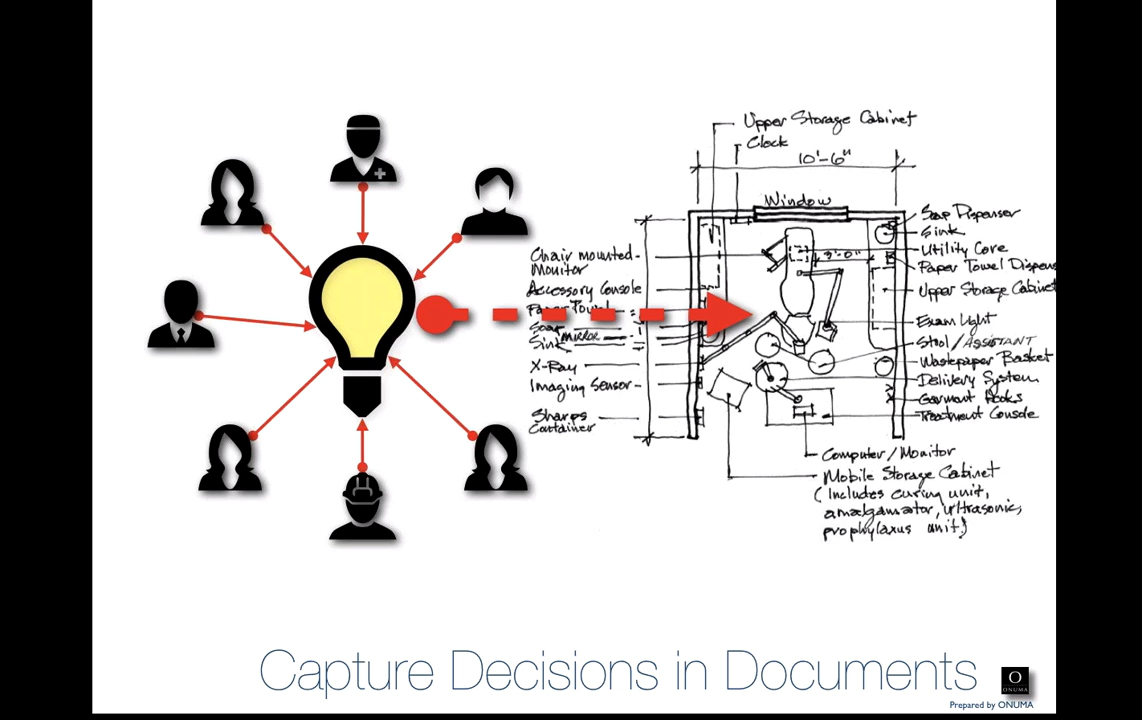 Upper Storage Cabinet
Clock
10'-6"
Window
Chair mounted
Monitor
Accessory Console
Paper Towel
Soap
Sink
MIRROR
X-Ray
Imaging Sensor
Sharps
Container
3'-0"
Soap Dispenser
Sink
Utility Core
Paper Towel Dispens
Upper Storage Cabinet
Exam Light
Stool / ASSISTANT
Wastepaper Basket
Delivery System
Garment Hooks
Treatment Console
Computer/Monitor
Mobile Storage Cabinet
(Includes curing unit,
amalgamator, ultrasonic,
prophylaxus unit)
Capture Decisions in Documents
O
ONUMA
Prepared by ONUMA